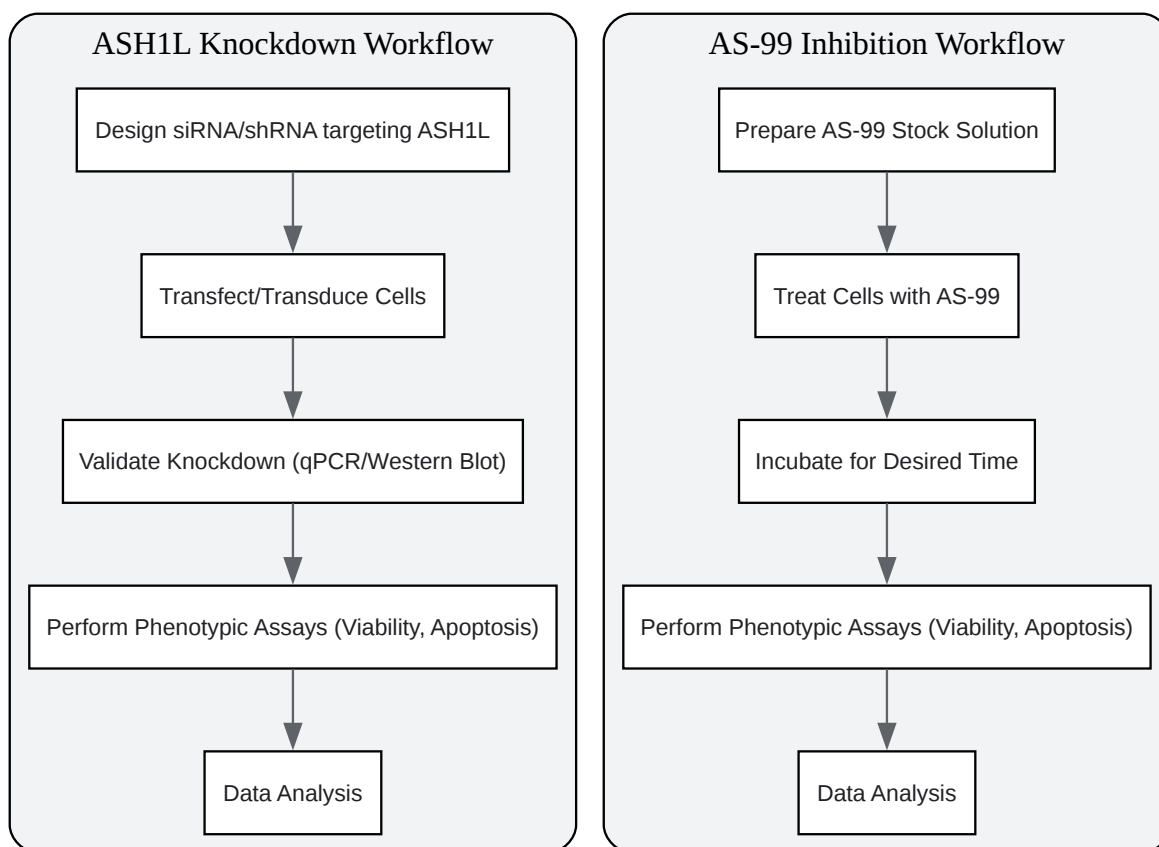 ASH1L Knockdown Workflow
Design siRNA/shRNA targeting ASH1L
Transfect/Transduce Cells
Validate Knockdown (qPCR/Western Blot)
Perform Phenotypic Assays (Viability, Apoptosis)
Data Analysis
AS-99 Inhibition Workflow
Prepare AS-99 Stock Solution
Treat Cells with AS-99
Incubate for Desired Time
Perform Phenotypic Assays (Viability, Apoptosis)
Data Analysis